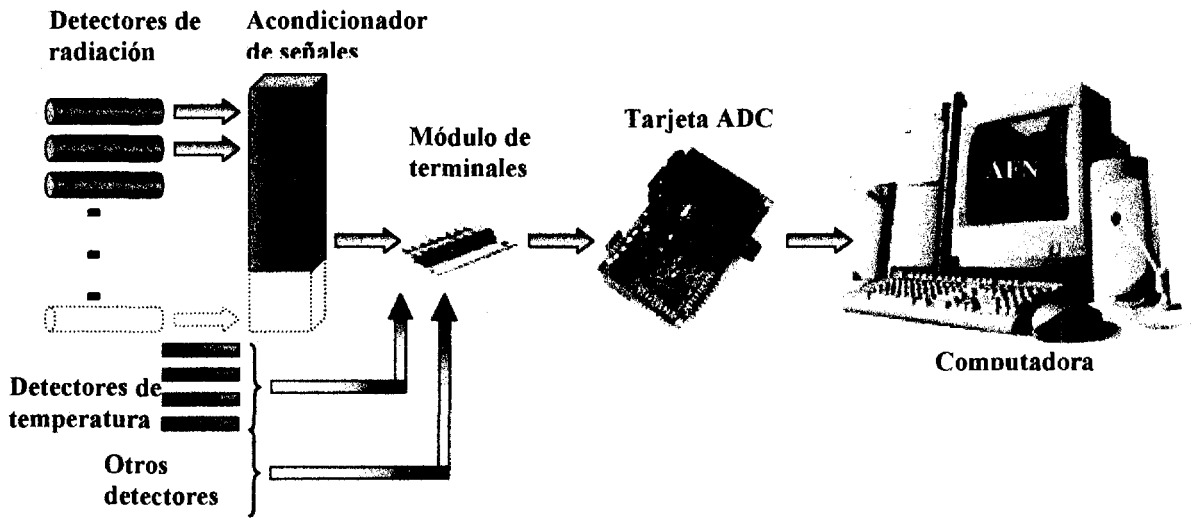 Detectores de
radiación
Acondicionador
de señales
Módulo de
terminales
Tarjeta ADC
AFN
Computadora
Detectores de
temperatura
Otros
detectores